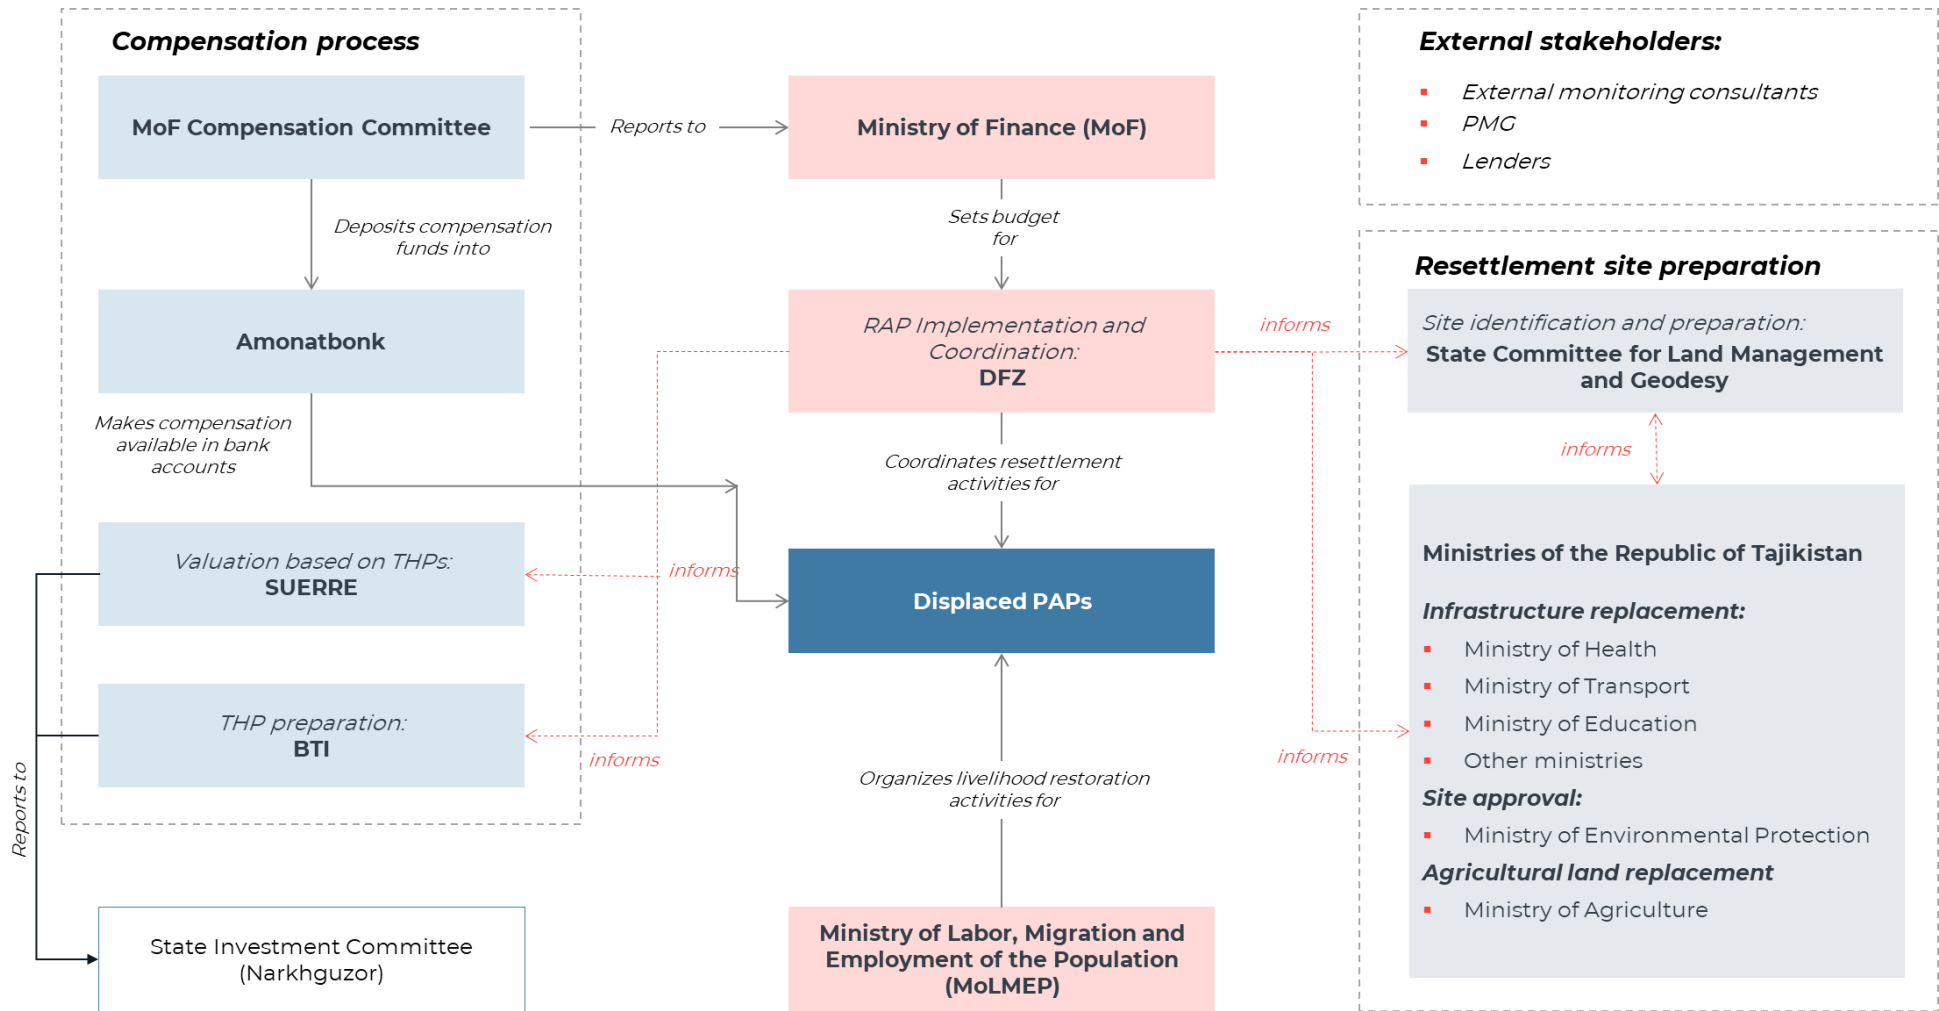 Compensation process
MoF Compensation Committee
Reports to
Ministry of Finance (MoF)
Deposits compensation
funds into
Sets budget
for
Amonatbonk
RAP Implementation and
Coordination:
DFZ
Makes compensation
available in bank
accounts
Coordinates resettlement
activities for
Valuation based on THPs:
SUERRE
informs
Displaced PAPs
THP preparation:
BTI
informs
Organizes livelihood restoration
activities for
Reports to
State Investment Committee
(Narkhguzor)
Ministry of Labor, Migration and
Employment of the Population
(MoLMEP)
External stakeholders:
▪ External monitoring consultants
▪ PMG
▪ Lenders
Resettlement site preparation
informs
Site identification and preparation:
State Committee for Land Management
and Geodesy
informs
informs
Ministries of the Republic of Tajikistan
Infrastructure replacement:
▪ Ministry of Health
▪ Ministry of Transport
▪ Ministry of Education
▪ Other ministries
Site approval:
▪ Ministry of Environmental Protection
Agricultural land replacement
▪ Ministry of Agriculture